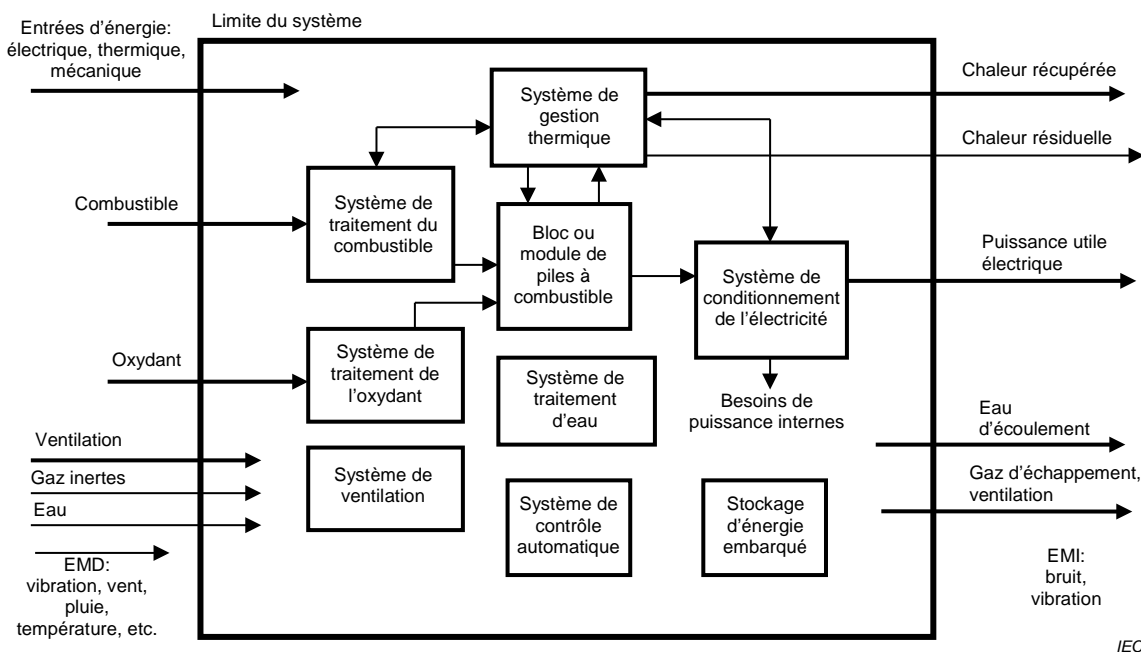 Limite du système
Entrées d'énergie:
électrique, thermique,
mécanique
Combustible
Oxydant
Ventilation
Gaz inertes
Eau
EMD:
vibration, vent,
pluie,
température, etc.
Système de
gestion
thermique
Système de
traitement du
combustible
Bloc ou
module de
piles à
combustible
Système de
conditionnement
de l'électricité
Système de
traitement de
l'oxydant
Système de
traitement
d'eau
Besoins de
puissance internes
Système de
ventilation
Système de
contrôle
automatique
Stockage
d'énergie
embarqué
Chaleur récupérée
Chaleur résiduelle
Puissance utile
électrique
Eau
d'écoulement
Gaz d'échappement,
ventilation
EMI:
bruit,
vibration
IEC